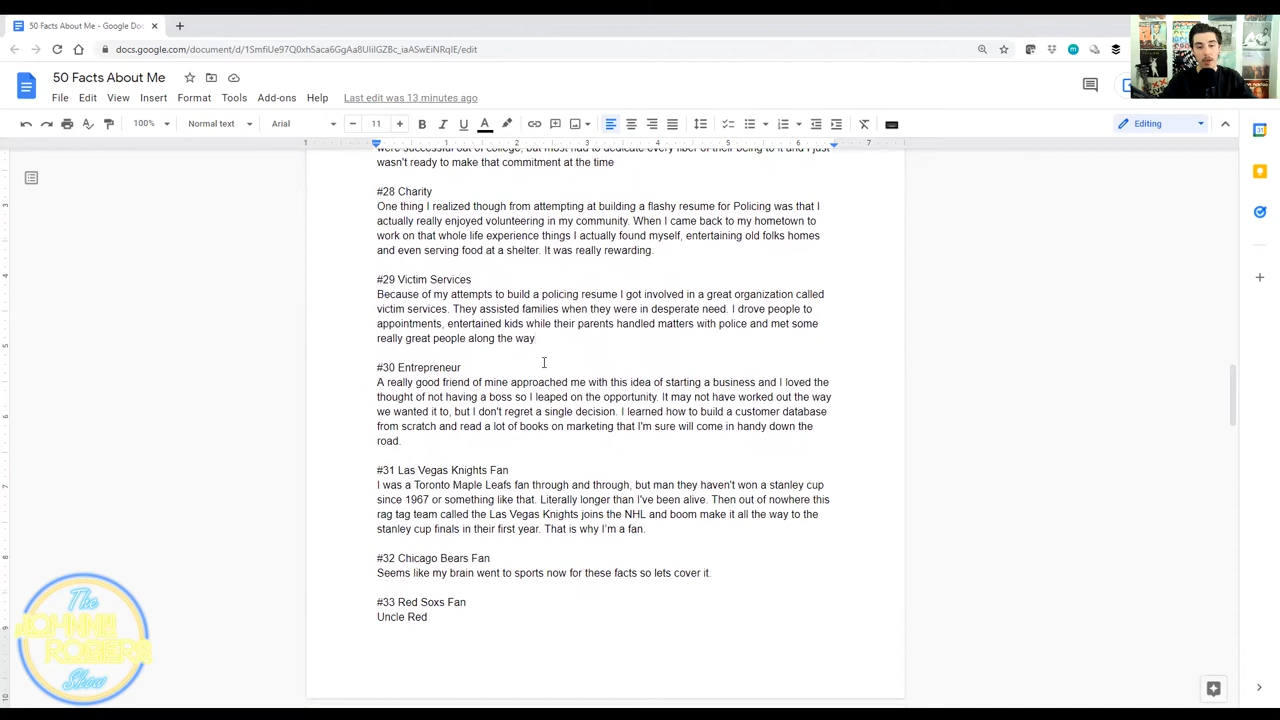 50 Facts About Me - Google Doc
docs.google.com/document/d/1SmfiUe97Q0xhSaca6GgAa8UIiIGZBc_iaASwEiNRqIE/edit
50 Facts About Me
File Edit View Insert Format Tools Add-ons Help Last edit was 13 minutes ago
100% Normal text Arial 11 Editing
1 1 2 3 4 5 6 7
were successful out of college, but most had to dedicate every fiber of their being to it and I just
wasn't ready to make that commitment at the time
#28 Charity
One thing I realized though from attempting at building a flashy resume for Policing was that I
actually really enjoyed volunteering in my community. When I came back to my hometown to
work on that whole life experience things I actually found myself, entertaining old folks homes
and even serving food at a shelter. It was really rewarding.
#29 Victim Services
Because of my attempts to build a policing resume I got involved in a great organization called
victim services. They assisted families when they were in desperate need. I drove people to
appointments, entertained kids while their parents handled matters with police and met some
really great people along the way
#30 Entrepreneur
A really good friend of mine approached me with this idea of starting a business and I loved the
thought of not having a boss so I leaped on the opportunity. It may not have worked out the way
we wanted it to, but I don't regret a single decision. I learned how to build a customer database
from scratch and read a lot of books on marketing that I'm sure will come in handy down the
road.
#31 Las Vegas Knights Fan
I was a Toronto Maple Leafs fan through and through, but man they haven't won a stanley cup
since 1967 or something like that. Literally longer than I've been alive. Then out of nowhere this
rag tag team called the Las Vegas Knights joins the NHL and boom make it all the way to the
stanley cup finals in their first year. That is why I'm a fan.
#32 Chicago Bears Fan
Seems like my brain went to sports now for these facts so lets cover it.
#33 Red Soxs Fan
Uncle Red
The
JOHNNIE
ROGERS
Show